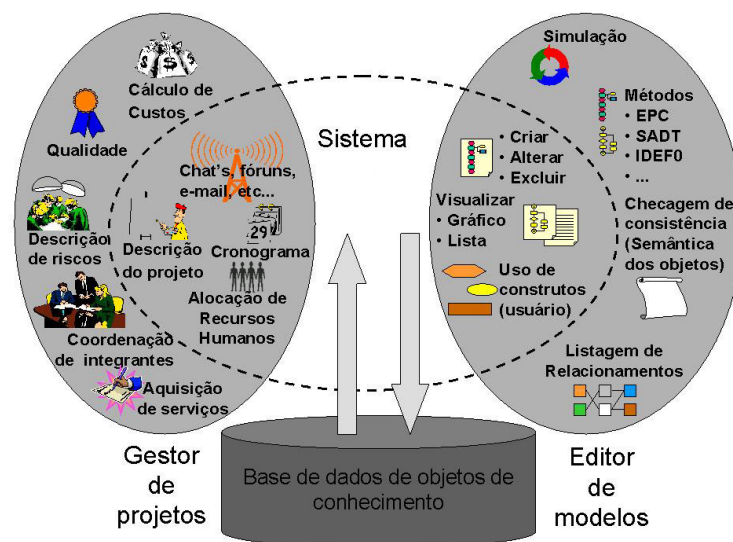 Cálculo de
Custos
Qualidade
Chat's, fóruns,
e-mail, etc...
Descrição
de riscos
Descrição
do projeto
29
Cronograma
Alocação de
Recursos
Humanos
Coordenação
de integrantes
Aquisição
de serviços
Gestor
de
projetos
Sistema
Base de dados de objetos de
conhecimento
Simulação
Métodos
• EPC
• SADT
• IDEF0
• ...
• Criar
• Alterar
• Excluir
Visualizar
• Gráfico
• Lista
Checagem de
consistência
(Semântica
dos objetos)
Uso de
construtos
(usuário)
Listagem de
Relacionamentos
Editor
de
modelos